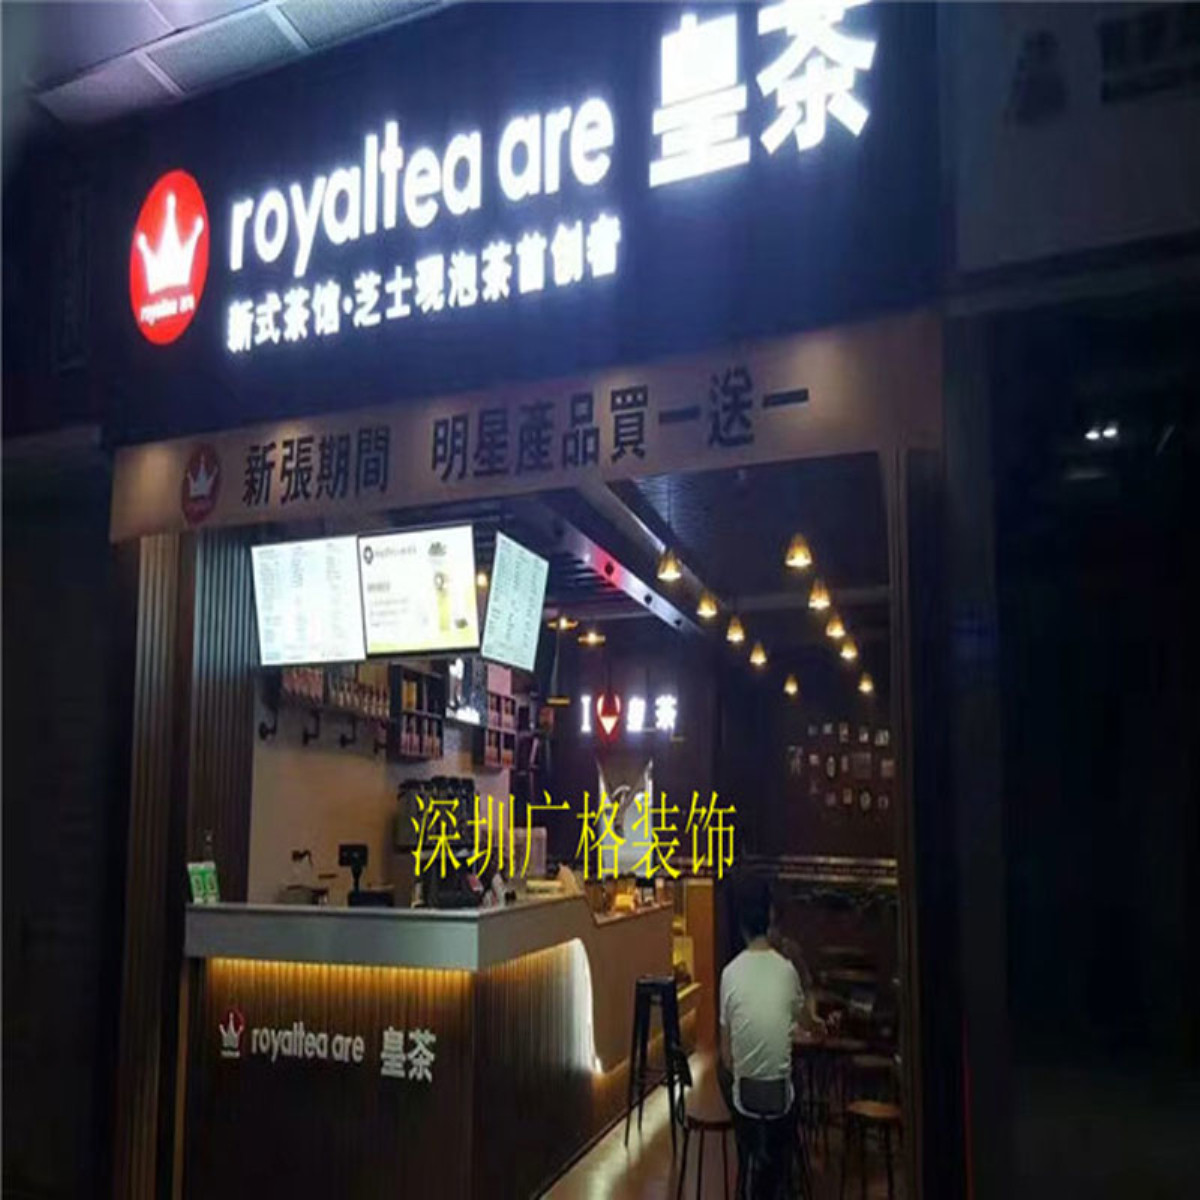 royaltea are 皇茶
royaltea are
新式茶馆·芝士现泡茶首创者
新張期間 明星產品買一送一
I 皇茶
深圳广格装饰
royaltea are 皇茶